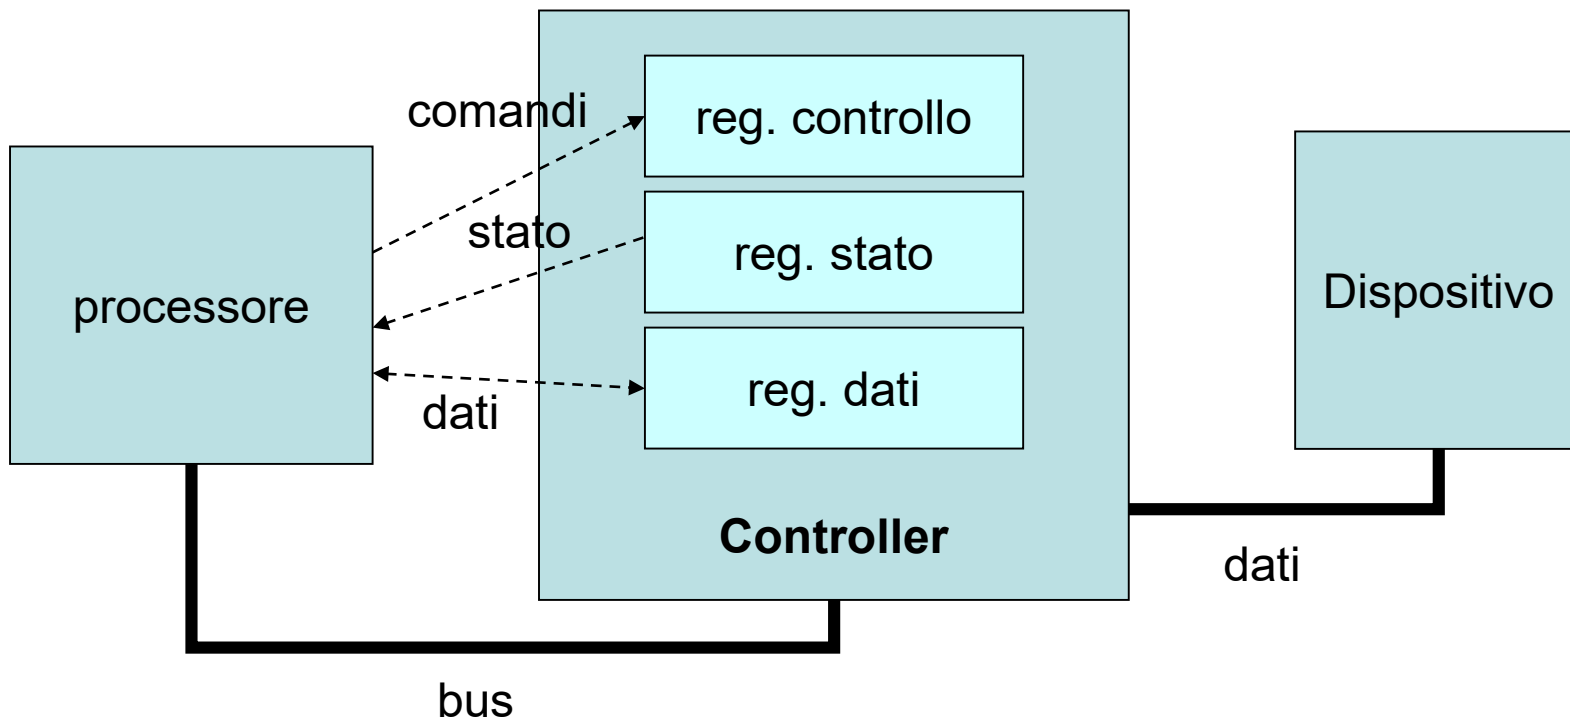 comandi
reg. controllo
stato
reg. stato
processore
Dispositivo
reg. dati
dati
Controller
dati
bus